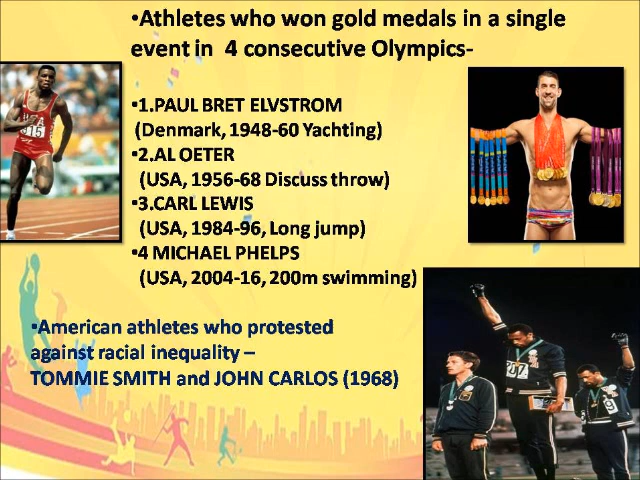 •Athletes who won gold medals in a single
event in 4 consecutive Olympics-
•1.PAUL BRET ELVSTROM
(Denmark, 1948-60 Yachting)
•2.AL OETER
(USA, 1956-68 Discuss throw)
•3.CARL LEWIS
(USA, 1984-96, Long jump)
•4 MICHAEL PHELPS
(USA, 2004-16, 200m swimming)
•American athletes who protested
against racial inequality –
TOMMIE SMITH and JOHN CARLOS (1968)
915